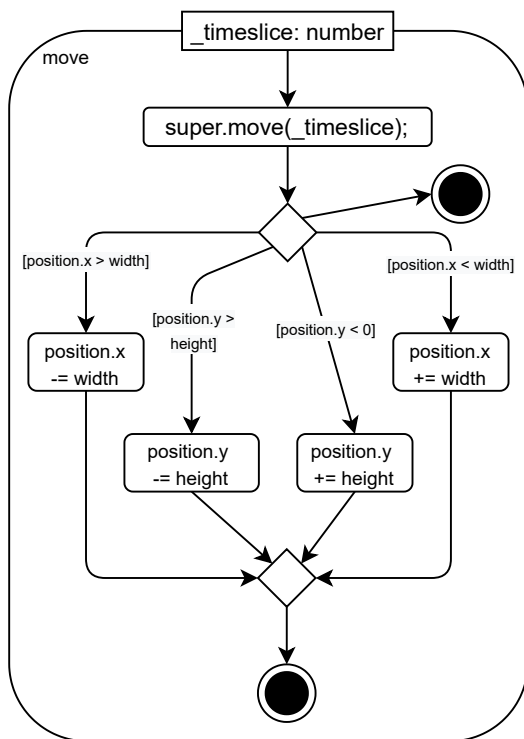 _timeslice: number
move
super.move(_timeslice);
[position.x > width]
[position.x < width]
[position.y >
height]
[position.y < 0]
position.x
-= width
position.x
+= width
position.y
-= height
position.y
+= height